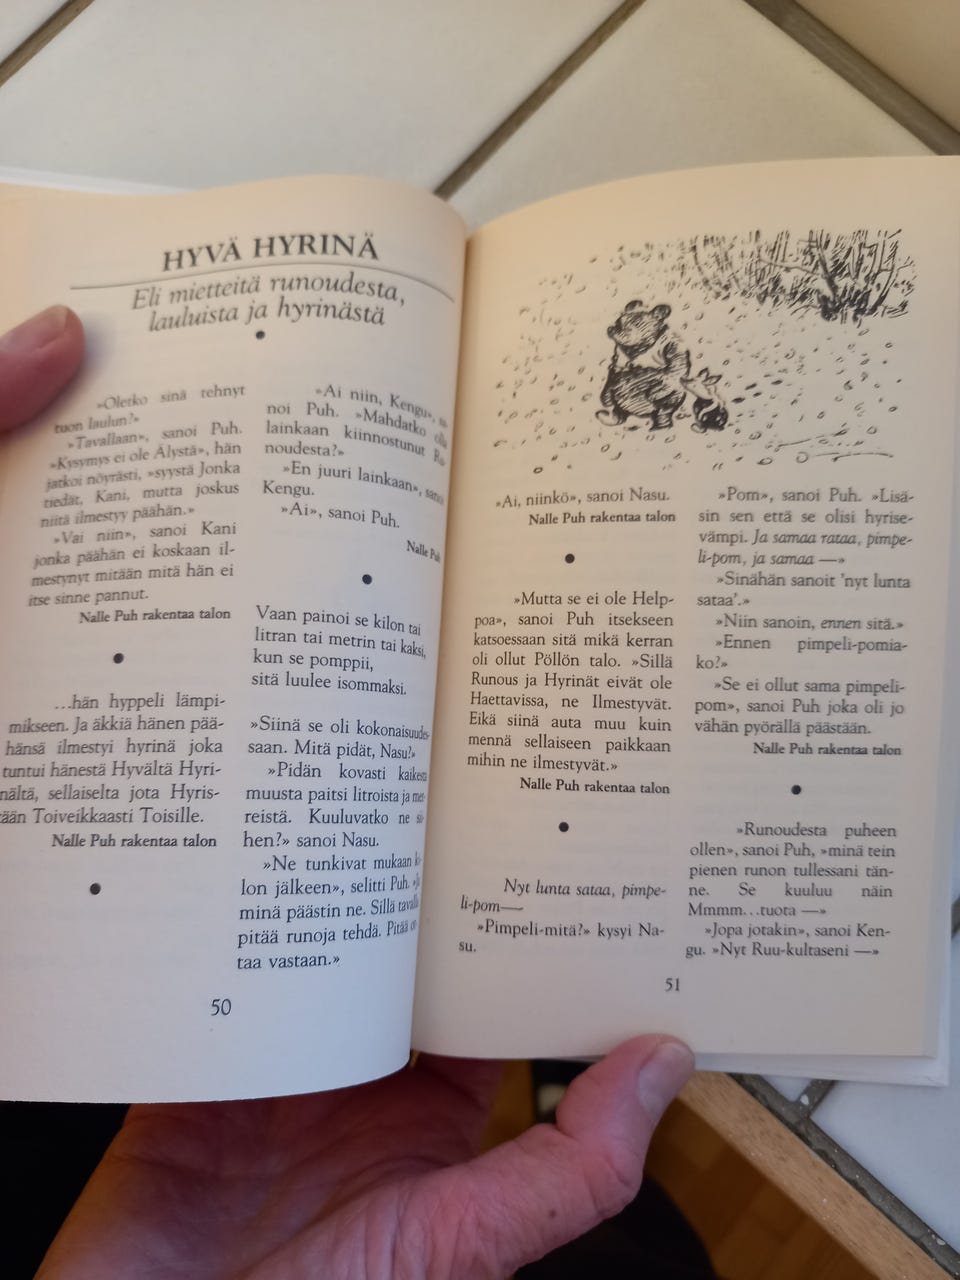 HYVÄ HYRINÄ
Eli mietteitä runoudesta,
lauluista ja hyrinästä
»Oletko sinä tehnyt
tuon laulun?»
»Tavallaan», sanoi Puh.
»Kysymys ei ole Älystä», hän
jatkoi nöyrästi, »syystä Jonka
tiedät, Kani, mutta joskus
niitä ilmestyy päähän.»
»Vai niin», sanoi Kani
jonka päähän ei koskaan il-
mestynyt mitään mitä hän ei
itse sinne pannut.
Nalle Puh rakentaa talon
...hän hyppeli lämpi-
mikseen. Ja äkkiä hänen pää-
hänsä ilmestyi hyrinä joka
tuntui hänestä Hyvältä Hyri-
nältä, sellaiselta jota Hyris-
tään Toiveikkaasti Toisille.
Nalle Puh rakentaa talon
»Ai niin, Kengu»,
noi Puh. »Mahdatko
lainkaan kiinnostunut
noudesta?»
»En juuri lainkaan»,
Kengu.
»Ai», sanoi Puh.
Nalle Puh
Vaan painoi se kilon tai
litran tai metrin tai kaksi,
kun se pomppii,
sitä luulee isommaksi.
»Siinä se oli kokonaisuudes-
saan. Mitä pidät, Nasu?»
»Pidän kovasti kaikesta
muusta paitsi litroista ja met-
reistä. Kuuluvatko ne sii-
hen?» sanoi Nasu.
»Ne tunkivat mukaan ki-
lon jälkeen», selitti Puh. »Ja
minä päästin ne. Sillä tavalla
pitää runoja tehdä. Pitää ot-
taa vastaan.»
50
»Ai, niinkö», sanoi Nasu.
Nalle Puh rakentaa talon
»Mutta se ei ole Help-
poa», sanoi Puh itsekseen
katsoessaan sitä mikä kerran
oli ollut Pöllön talo. »Sillä
Runous ja Hyrinät eivät ole
Haettavissa, ne Ilmestyvät.
Eikä siinä auta muu kuin
mennä sellaiseen paikkaan
mihin ne ilmestyvät.»
Nalle Puh rakentaa talon
Nyt lunta sataa, pimpe-
li-pom—
»Pimpeli-mitä?» kysyi Na-
su.
»Pom», sanoi Puh. »Lisä-
sin sen että se olisi hyrise-
vämpi. Ja samaa rataa, pimpe-
li-pom, ja samaa —»
»Sinähän sanoit 'nyt lunta
sataa'.»
»Niin sanoin, ennen sitä.»
»Ennen pimpeli-pomia-
ko?»
»Se ei ollut sama pimpeli-
pom», sanoi Puh joka oli jo
vähän pyörällä päästään.
Nalle Puh rakentaa talon
»Runoudesta puheen
ollen», sanoi Puh, »minä tein
pienen runon tullessani tän-
ne. Se kuuluu näin
Mmmm...tuota —»
»Jopa jotakin», sanoi Ken-
gu. »Nyt Ruu-kultaseni —»
51